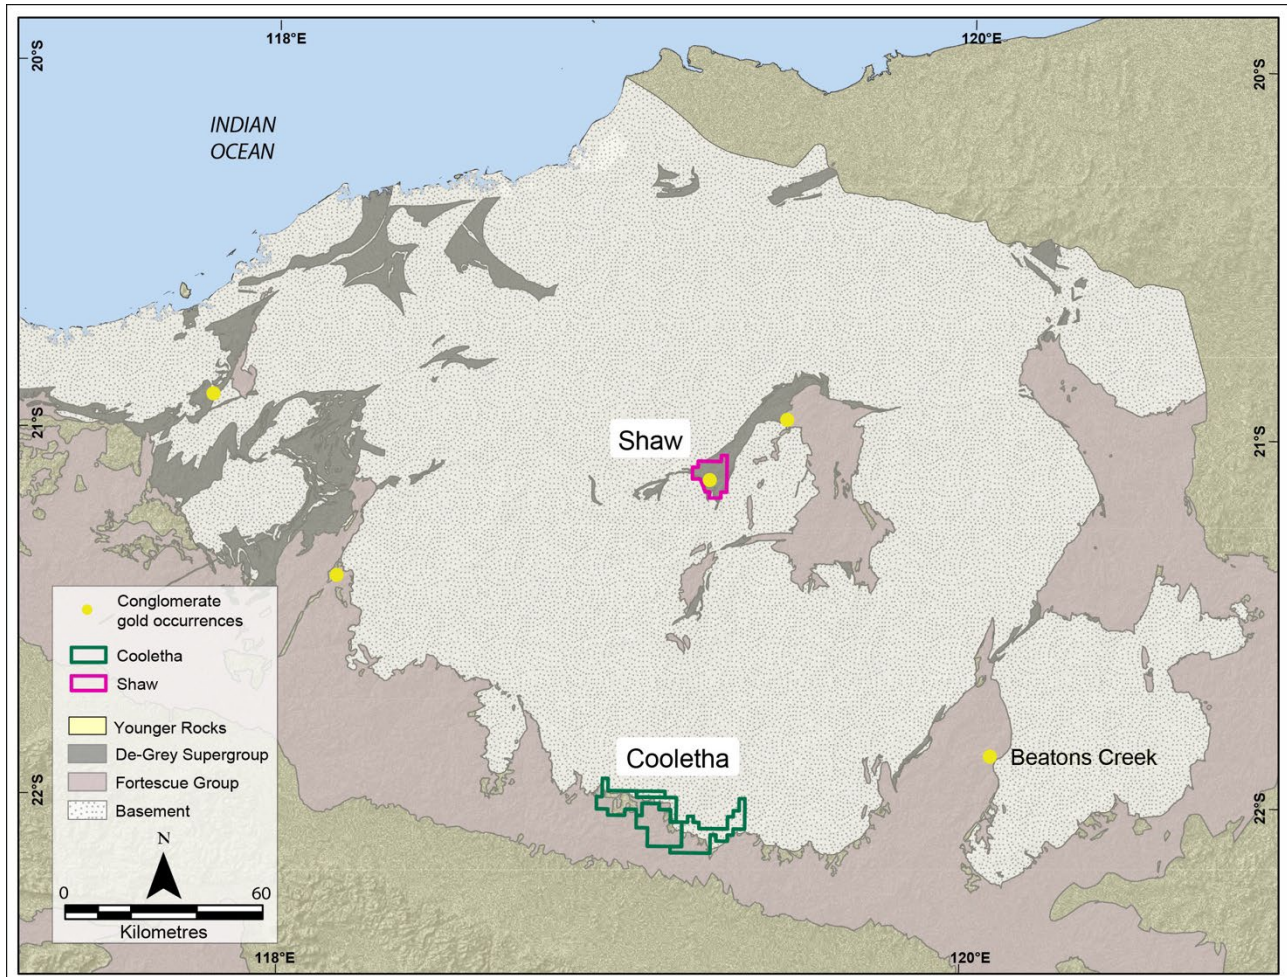 118°E
120°E
20°S
20°S
INDIAN
OCEAN
21°S
21°S
Shaw
Conglomerate
gold occurrences
Cooletha
Shaw
Younger Rocks
De-Grey Supergroup
Fortescue Group
Basement
N
0 60
Kilometres
Cooletha
Beatons Creek
22°S
22°S
118°E
120°E